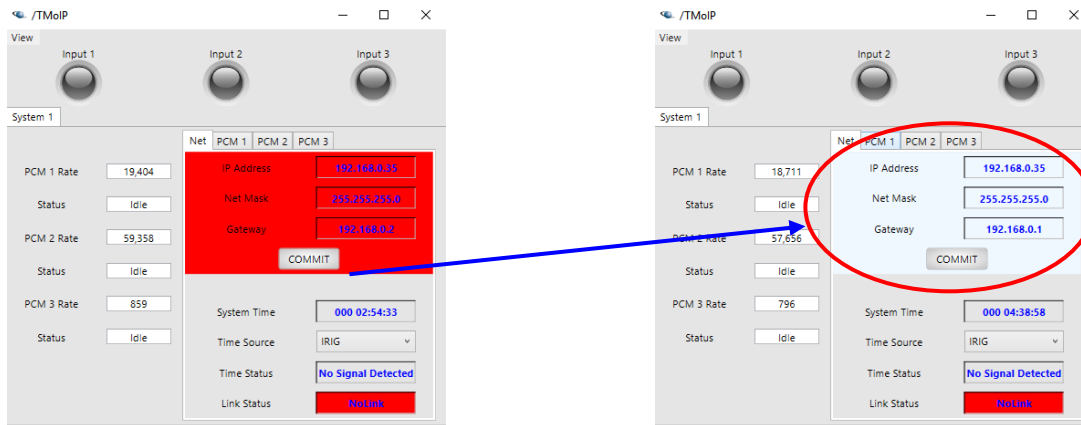 /TMoIP
View
Input 1 Input 2 Input 3
System 1
Net PCM 1 PCM 2 PCM 3
PCM 1 Rate 19,404 IP Address 192.168.0.35
Status Idle Net Mask 255.255.255.0
PCM 2 Rate 59,358 Gateway 192.168.0.2
COMMIT
Status Idle
PCM 3 Rate 859 System Time 000 02:54:33
Status Idle Time Source IRIG
Time Status No Signal Detected
Link Status NoLink
/TMoIP
View
Input 1 Input 2 Input 3
System 1
Net PCM 1 PCM 2 PCM 3
PCM 1 Rate 18,711 IP Address 192.168.0.35
Status Idle Net Mask 255.255.255.0
PCM 2 Rate 57,656 Gateway 192.168.0.1
COMMIT
Status Idle
PCM 3 Rate 796 System Time 000 04:38:58
Status Idle Time Source IRIG
Time Status No Signal Detected
Link Status NoLink